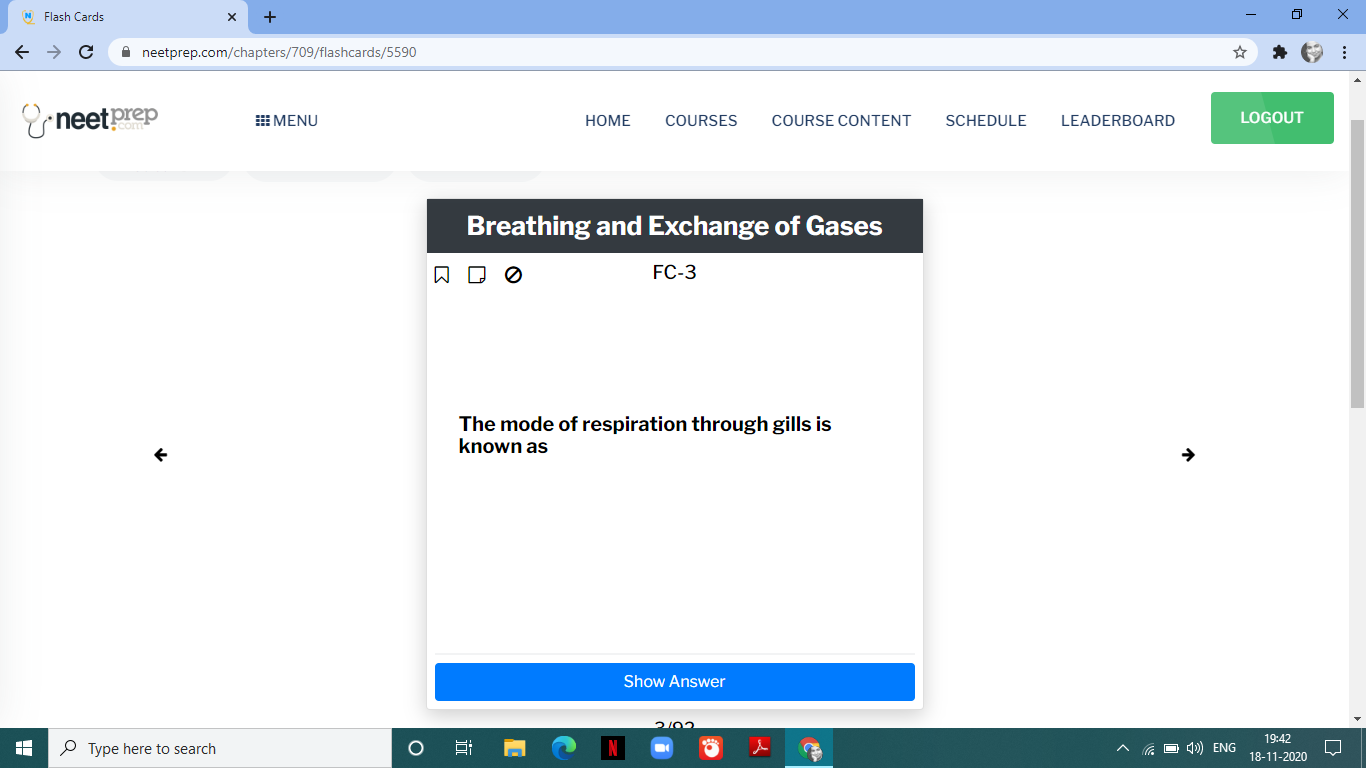 Flash Cards
neetprep.com/chapters/709/flashcards/5590
neetprep
.com
MENU
HOME
COURSES
COURSE CONTENT
SCHEDULE
LEADERBOARD
LOGOUT
Breathing and Exchange of Gases
FC-3
The mode of respiration through gills is
known as
Show Answer
3/92
Type here to search
ENG
19:42
18-11-2020